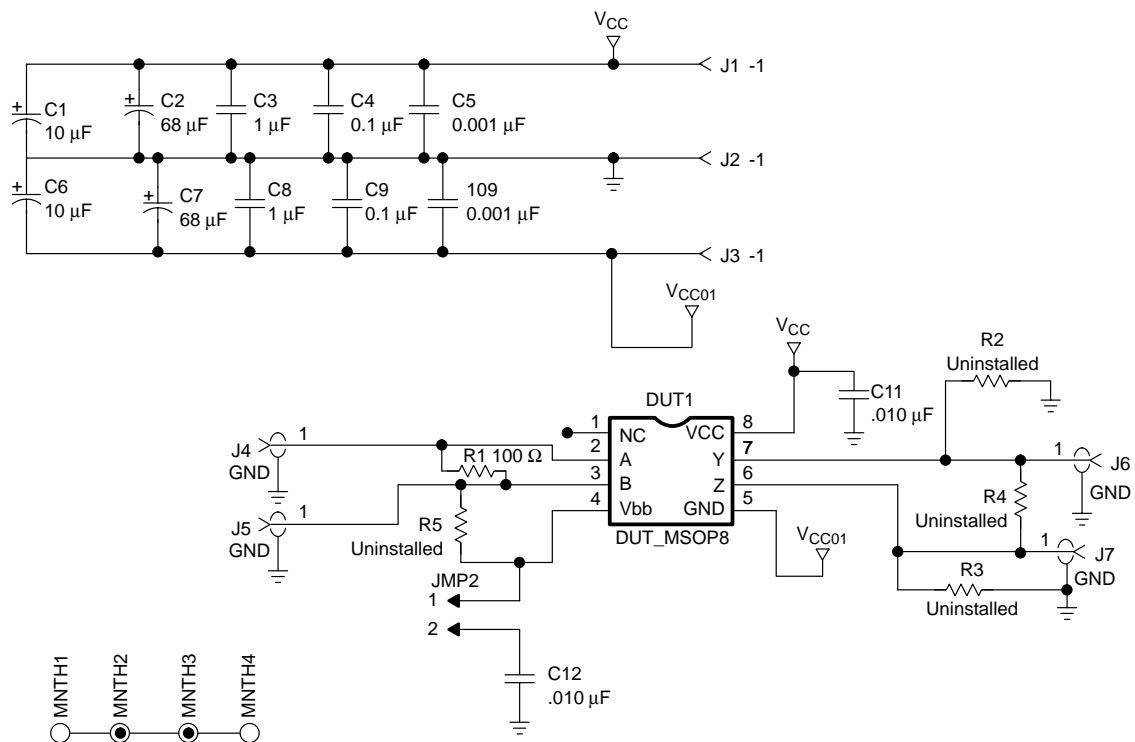 VCC
J1 -1
C1
10 µF
C2
68 µF
C3
1 µF
C4
0.1 µF
C5
0.001 µF
J2 -1
C6
10 µF
C7
68 µF
C8
1 µF
C9
0.1 µF
109
0.001 µF
J3 -1
VCC01
VCC
R2
Uninstalled
C11
.010 µF
DUT1
1
NC
VCC
8
J4
1
GND
R1 100 Ω
2
A
Y
7
1
J6
GND
3
B
Z
6
R4
Uninstalled
J5
1
GND
R5
Uninstalled
4
Vbb
GND
5
DUT_MSOP8
VCC01
1
J7
GND
R3
Uninstalled
JMP2
1
2
C12
.010 µF
MNTH1
MNTH2
MNTH3
MNTH4
+
+
+
+